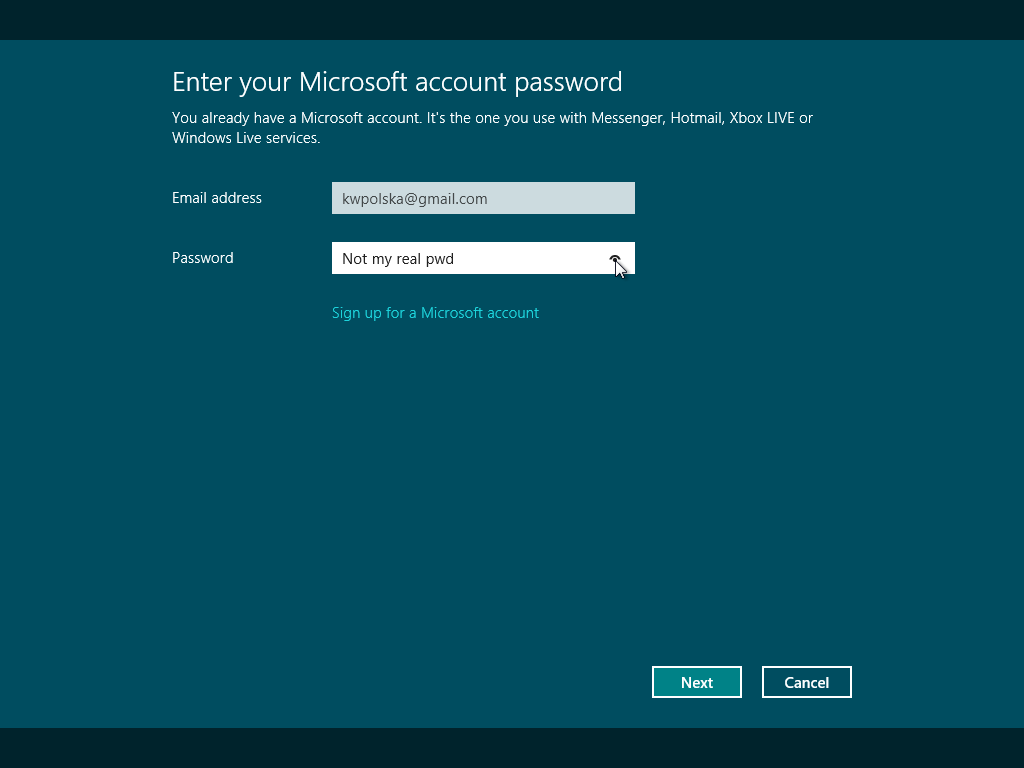 Enter your Microsoft account password
You already have a Microsoft account. It's the one you use with Messenger, Hotmail, Xbox LIVE or
Windows Live services.
Email address
kwpolska@gmail.com
Password
Not my real pwd
Sign up for a Microsoft account
Next
Cancel